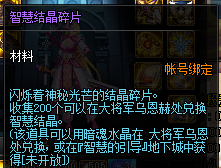 智慧结晶碎片
材料
帐号绑定
闪烁着神秘光芒的结晶碎片。
收集200个可以在大将军乌恩赫处兑换
智慧结晶。
(该道具可以用暗魂水晶在 大将军乌恩
处兑换，或在『智慧的引导』地下城中获
得(未开放))